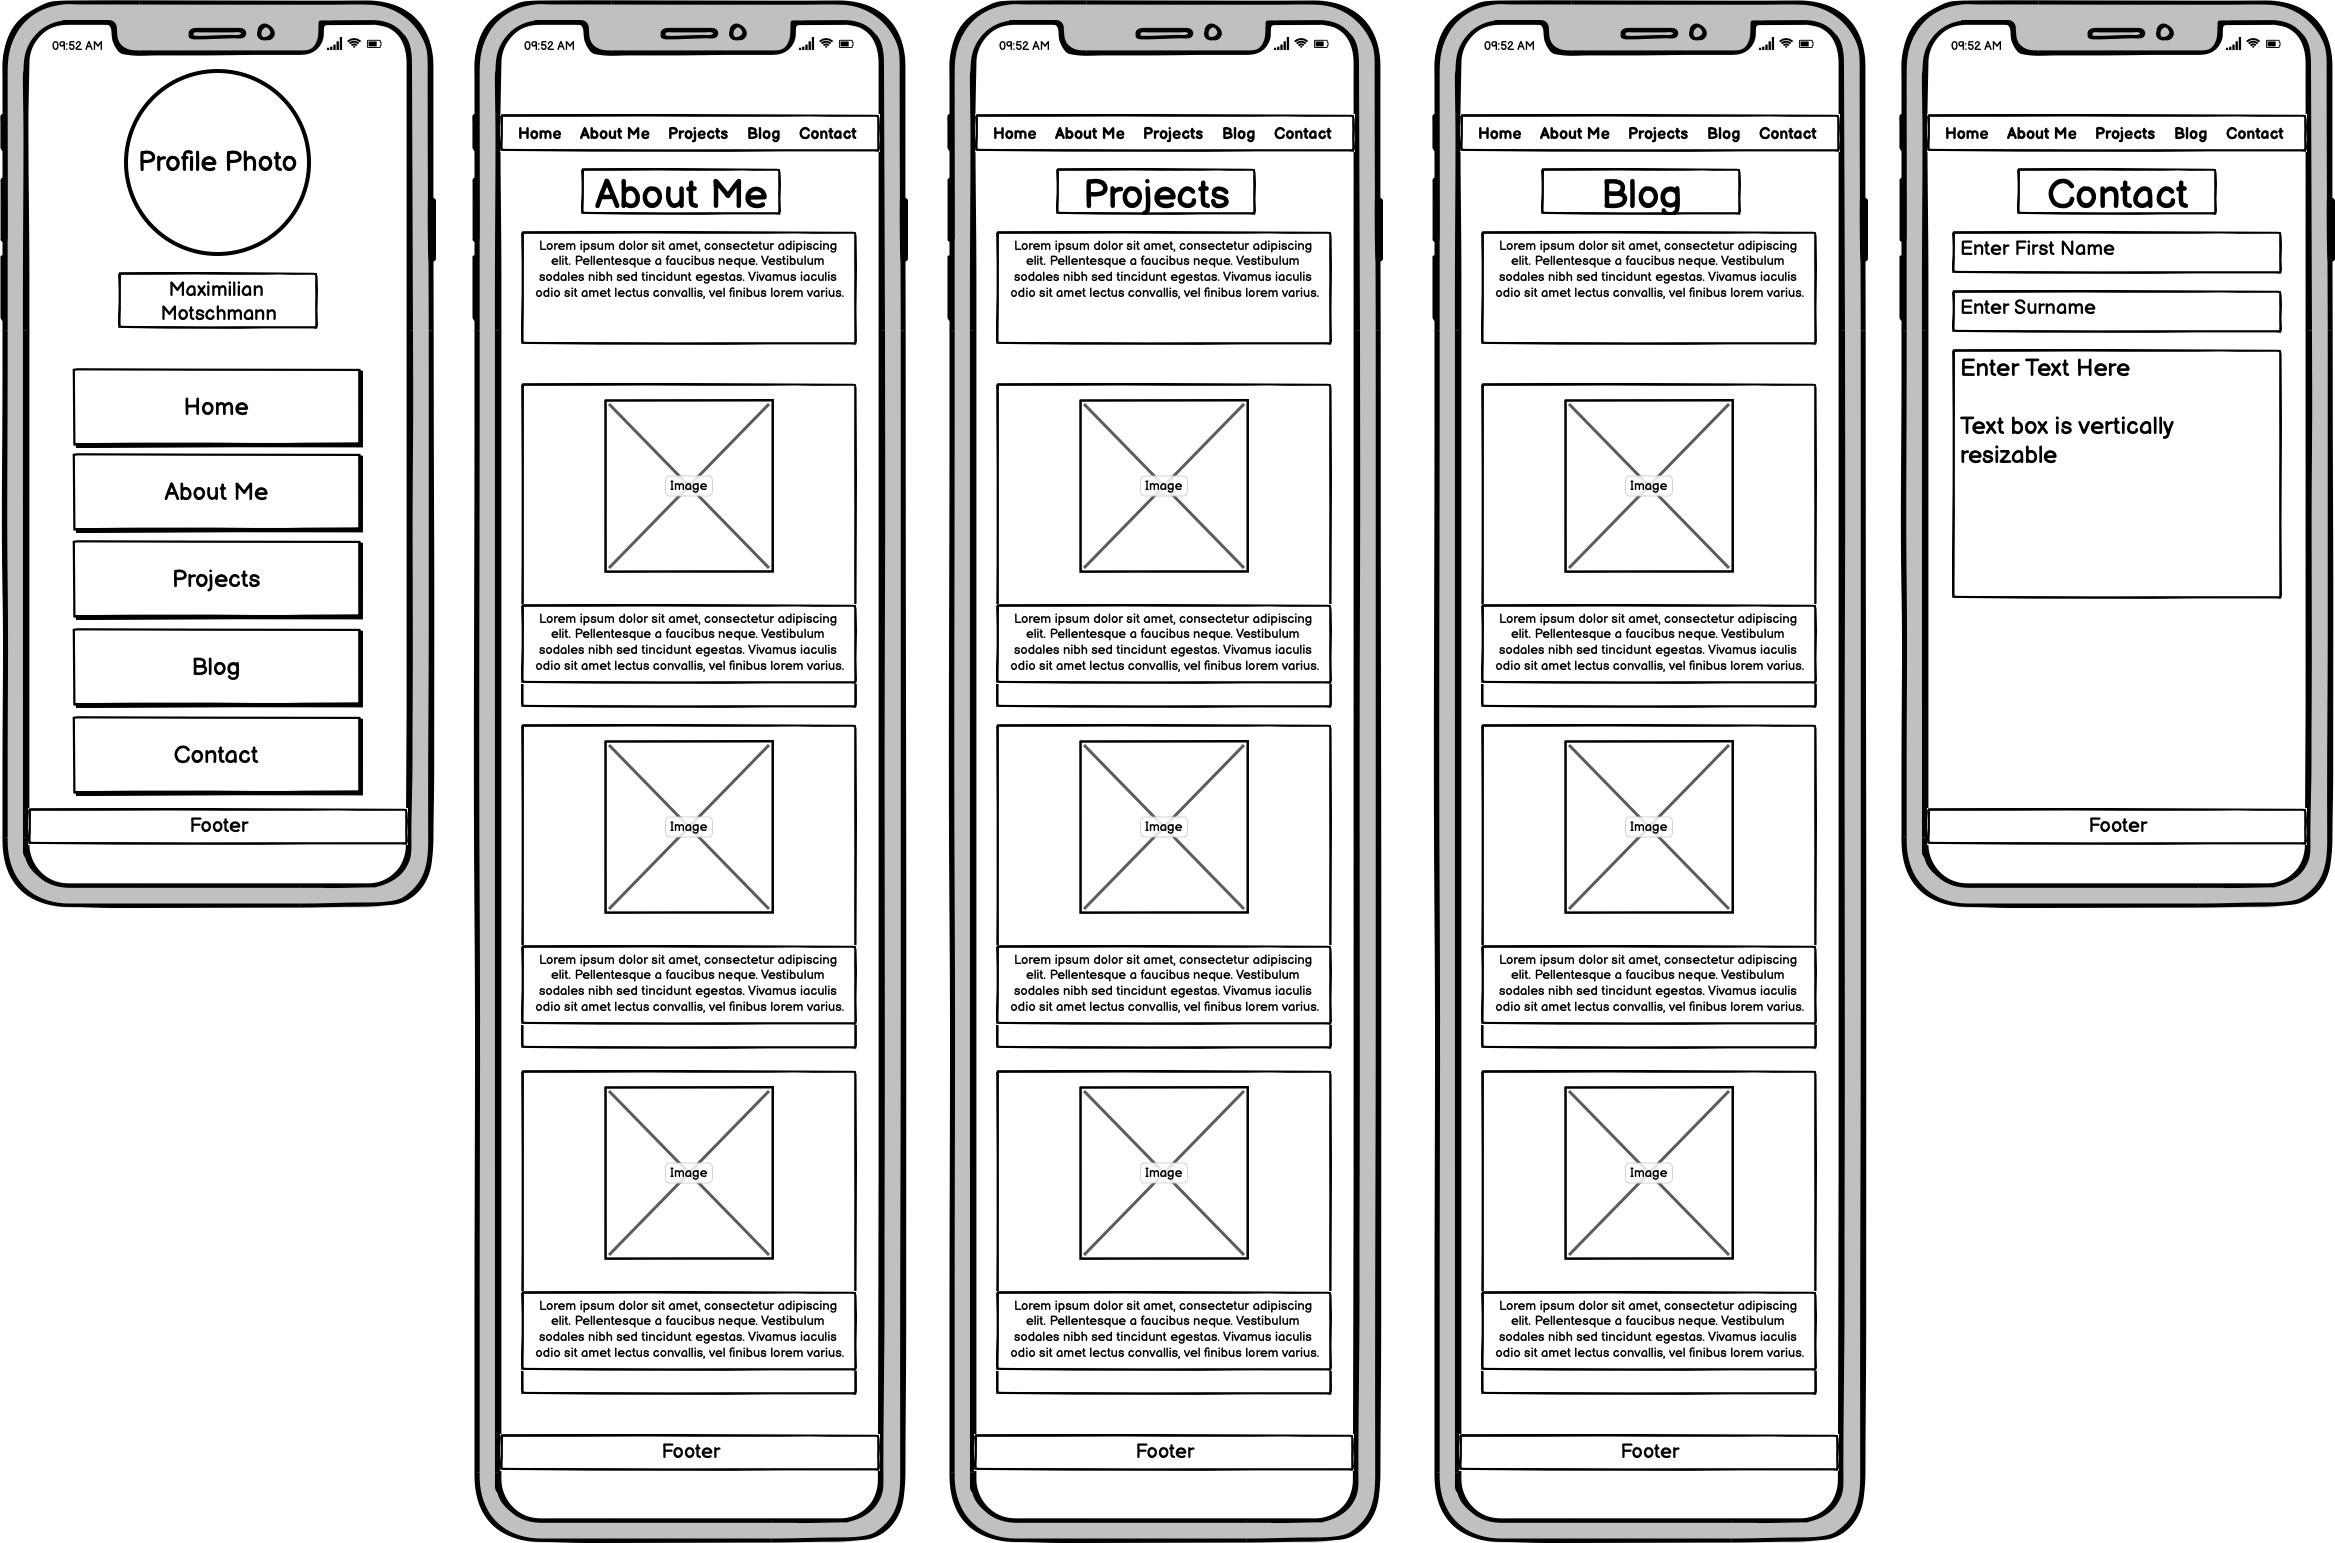 09:52 AM
Profile Photo
Maximilian
Motschmann
Home
About Me
Projects
Blog
Contact
Footer
09:52 AM
Home About Me Projects Blog Contact
About Me
Lorem ipsum dolor sit amet, consectetur adipiscing
elit. Pellentesque a faucibus neque. Vestibulum
sodales nibh sed tincidunt egestas. Vivamus iaculis
odio sit amet lectus convallis, vel finibus lorem varius.
Image
Lorem ipsum dolor sit amet, consectetur adipiscing
elit. Pellentesque a faucibus neque. Vestibulum
sodales nibh sed tincidunt egestas. Vivamus iaculis
odio sit amet lectus convallis, vel finibus lorem varius.
Image
Lorem ipsum dolor sit amet, consectetur adipiscing
elit. Pellentesque a faucibus neque. Vestibulum
sodales nibh sed tincidunt egestas. Vivamus iaculis
odio sit amet lectus convallis, vel finibus lorem varius.
Image
Lorem ipsum dolor sit amet, consectetur adipiscing
elit. Pellentesque a faucibus neque. Vestibulum
sodales nibh sed tincidunt egestas. Vivamus iaculis
odio sit amet lectus convallis, vel finibus lorem varius.
Footer
09:52 AM
Home About Me Projects Blog Contact
Projects
Lorem ipsum dolor sit amet, consectetur adipiscing
elit. Pellentesque a faucibus neque. Vestibulum
sodales nibh sed tincidunt egestas. Vivamus iaculis
odio sit amet lectus convallis, vel finibus lorem varius.
Image
Lorem ipsum dolor sit amet, consectetur adipiscing
elit. Pellentesque a faucibus neque. Vestibulum
sodales nibh sed tincidunt egestas. Vivamus iaculis
odio sit amet lectus convallis, vel finibus lorem varius.
Image
Lorem ipsum dolor sit amet, consectetur adipiscing
elit. Pellentesque a faucibus neque. Vestibulum
sodales nibh sed tincidunt egestas. Vivamus iaculis
odio sit amet lectus convallis, vel finibus lorem varius.
Image
Lorem ipsum dolor sit amet, consectetur adipiscing
elit. Pellentesque a faucibus neque. Vestibulum
sodales nibh sed tincidunt egestas. Vivamus iaculis
odio sit amet lectus convallis, vel finibus lorem varius.
Footer
09:52 AM
Home About Me Projects Blog Contact
Blog
Lorem ipsum dolor sit amet, consectetur adipiscing
elit. Pellentesque a faucibus neque. Vestibulum
sodales nibh sed tincidunt egestas. Vivamus iaculis
odio sit amet lectus convallis, vel finibus lorem varius.
Image
Lorem ipsum dolor sit amet, consectetur adipiscing
elit. Pellentesque a faucibus neque. Vestibulum
sodales nibh sed tincidunt egestas. Vivamus iaculis
odio sit amet lectus convallis, vel finibus lorem varius.
Image
Lorem ipsum dolor sit amet, consectetur adipiscing
elit. Pellentesque a faucibus neque. Vestibulum
sodales nibh sed tincidunt egestas. Vivamus iaculis
odio sit amet lectus convallis, vel finibus lorem varius.
Image
Lorem ipsum dolor sit amet, consectetur adipiscing
elit. Pellentesque a faucibus neque. Vestibulum
sodales nibh sed tincidunt egestas. Vivamus iaculis
odio sit amet lectus convallis, vel finibus lorem varius.
Footer
09:52 AM
Home About Me Projects Blog Contact
Contact
Enter First Name
Enter Surname
Enter Text Here
Text box is vertically
resizable
Footer